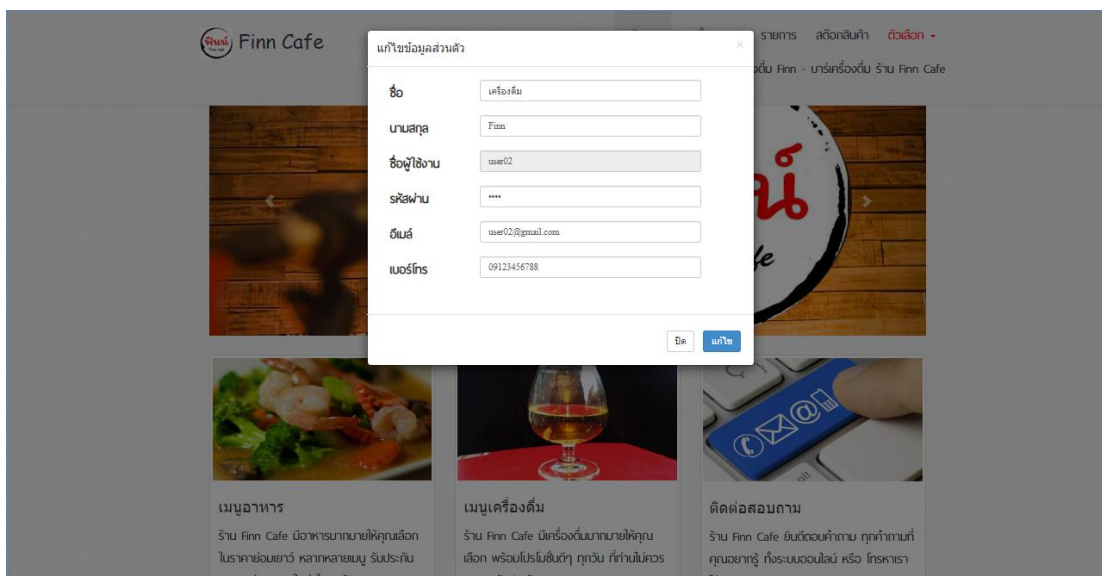 ฟินน์
Finn Cafe
รายการ สต๊อกสินค้า ตัวเลือก
Finn - บาร์เครื่องดื่ม ร้าน Finn Cafe
แก้ไขข้อมูลส่วนตัว
×
ชื่อ เครื่องดื่ม
นามสกุล Finn
ชื่อผู้ใช้งาน user02
รหัสผ่าน ••••
อีเมล์ user02@gmail.com
เบอร์โทร 09123456788
ปิด แก้ไข
เมนูอาหาร
ร้าน Finn Cafe มีอาหารมากมายให้คุณเลือก
ในราคาย่อมเยาว์ หลากหลายเมนู รับประกัน
เมนูเครื่องดื่ม
ร้าน Finn Cafe มีเครื่องดื่มมากมายให้คุณ
เลือก พร้อมโปรโมชั่นดีๆ ทุกวัน ที่ท่านไม่ควร
ติดต่อสอบถาม
ร้าน Finn Cafe ยินดีตอบคำถาม ทุกคำถามที่
คุณอยากรู้ ทั้งระบบออนไลน์ หรือ โทรหาเรา